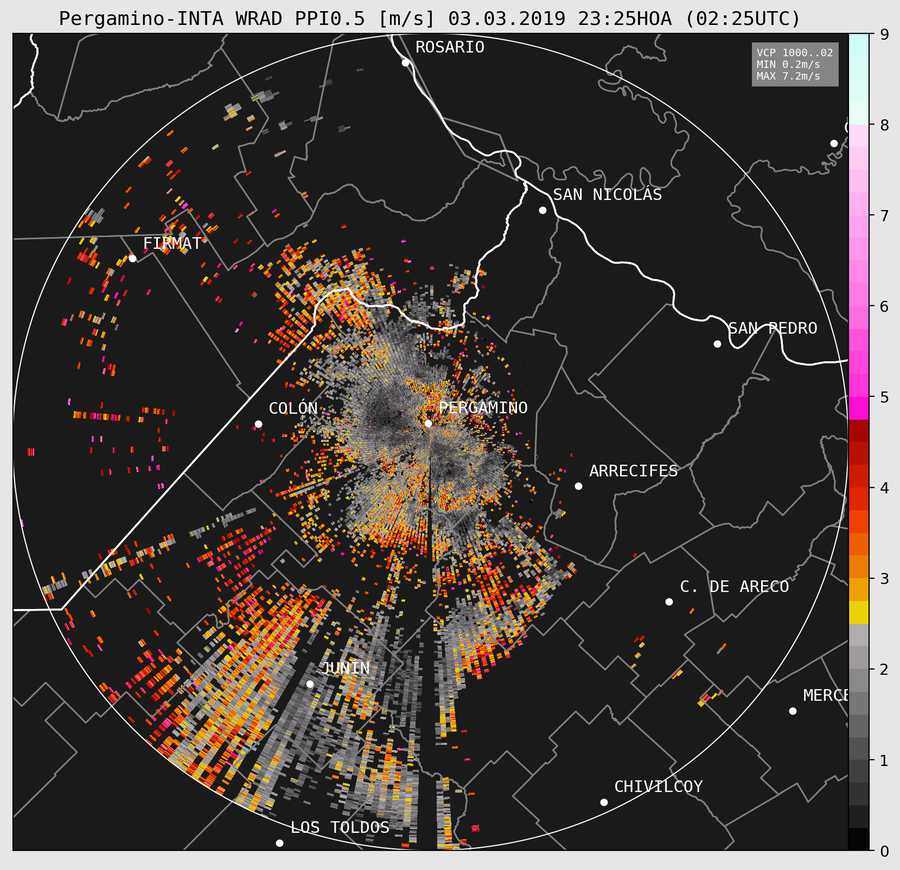 Pergamino-INTA WRAD PPI0.5 [m/s] 03.03.2019 23:25HOA (02:25UTC)
VCP 1000..02
MIN 0.2m/s
MAX 7.2m/s
ROSARIO
SAN NICOLÁS
FIRMAT
SAN PEDRO
COLÓN
PERGAMINO
ARRECIFES
C. DE ARECO
JUNÍN
MERCE
CHIVILCOY
LOS TOLDOS
9
8
7
6
5
4
3
2
1
0